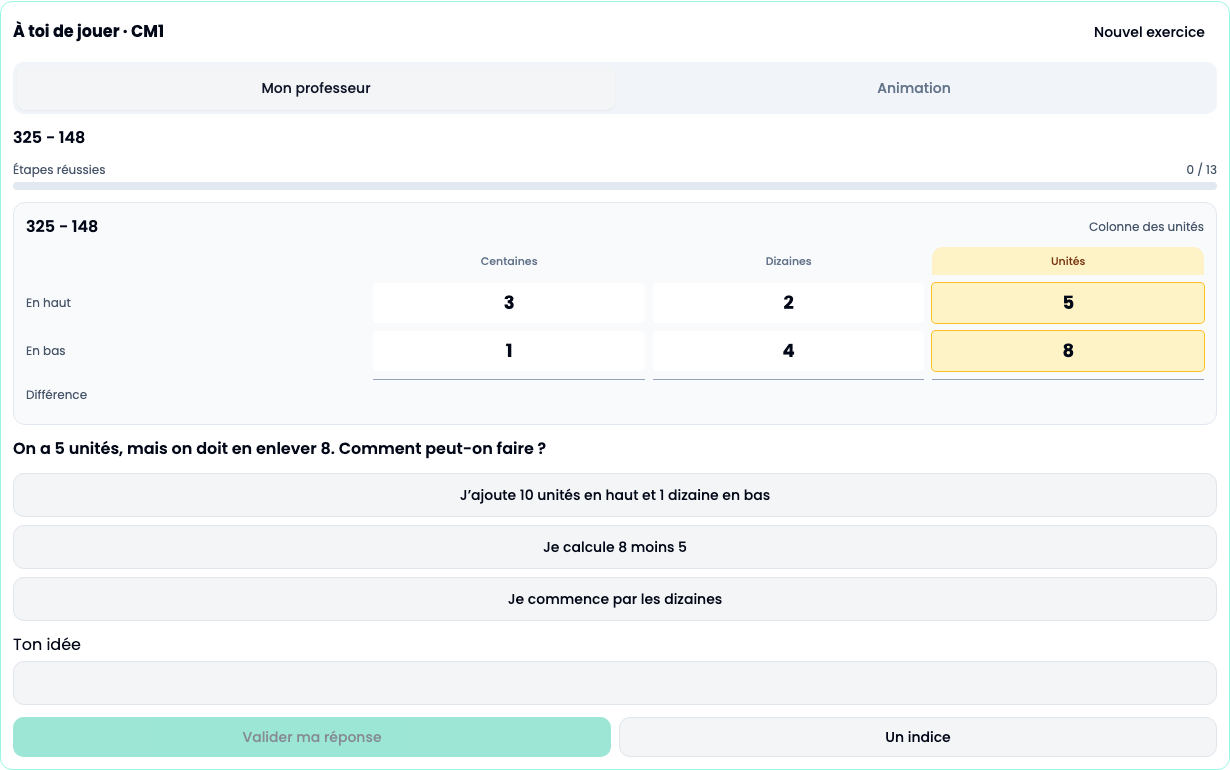 À toi de jouer · CM1
Nouvel exercice
Mon professeur
Animation
325 - 148
Étapes réussies
0 / 13
325 - 148
Colonne des unités
Centaines
Dizaines
Unités
En haut
3
2
5
En bas
1
4
8
Différence
On a 5 unités, mais on doit en enlever 8. Comment peut-on faire ?
J’ajoute 10 unités en haut et 1 dizaine en bas
Je calcule 8 moins 5
Je commence par les dizaines
Ton idée
Valider ma réponse
Un indice